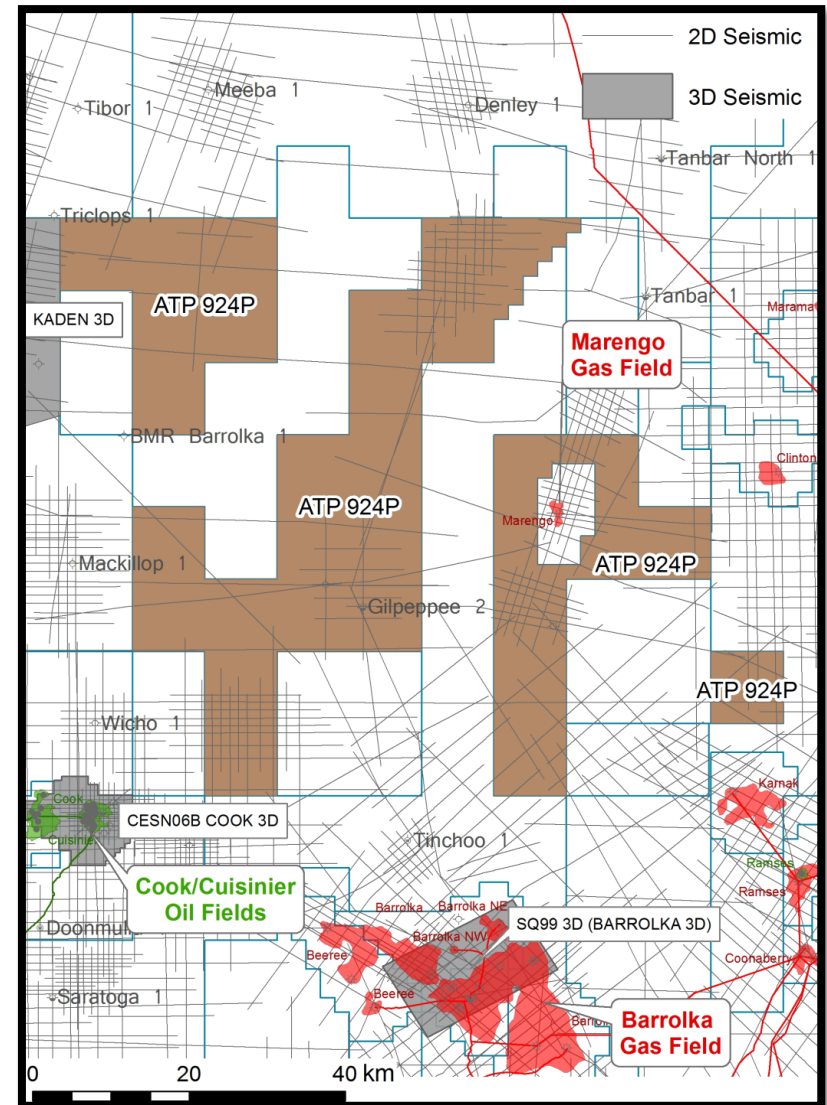 2D Seismic
Meeba 1
3D Seismic
Tibor 1
Denley 1
Tanbar North 1
Triclops 1
ATP 924P
Tanbar 1
KADEN 3D
Marengo
Gas Field
BMR Barrolka 1
Clinton
ATP 924P
Marengo
Mackillop 1
ATP 924P
Gilpeppee 2
ATP 924P
Wicho 1
Karnak
Cook
CESN06B COOK 3D
Tinchoo 1
Ramses
Cook/Cuisinier
Oil Fields
Ramses
Barrolka
Barrolka NE
SQ99 3D (BARROLKA 3D)
Barrolka NW
Beeree
Coonaberry
Beeree
Saratoga 1
Barrolka
Gas Field
0
20
40 km